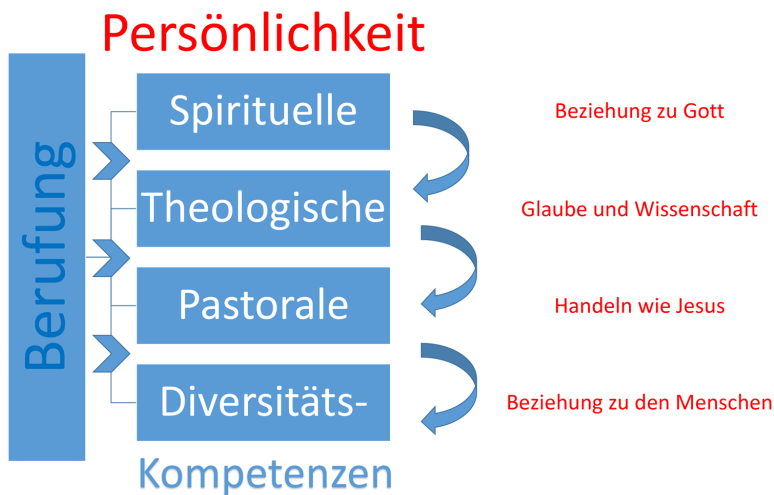 Persönlichkeit
Berufung
Spirituelle
Beziehung zu Gott
Theologische
Glaube und Wissenschaft
Pastorale
Handeln wie Jesus
Diversitäts-
Beziehung zu den Menschen
Kompetenzen